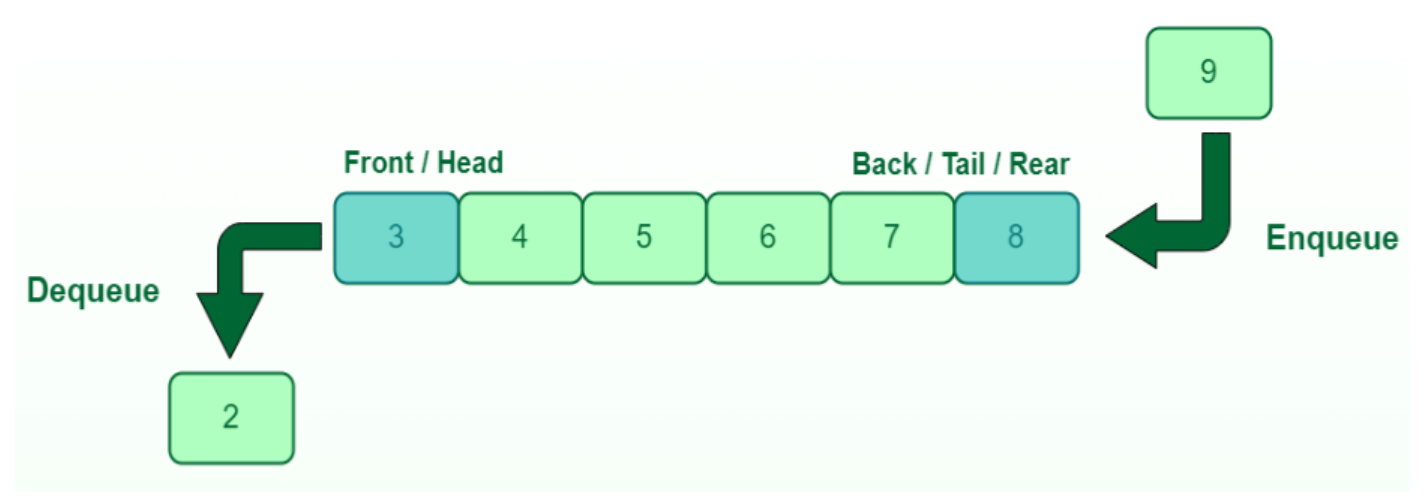 9
Front / Head
Back / Tail / Rear
3 4 5 6 7 8
Enqueue
Dequeue
2